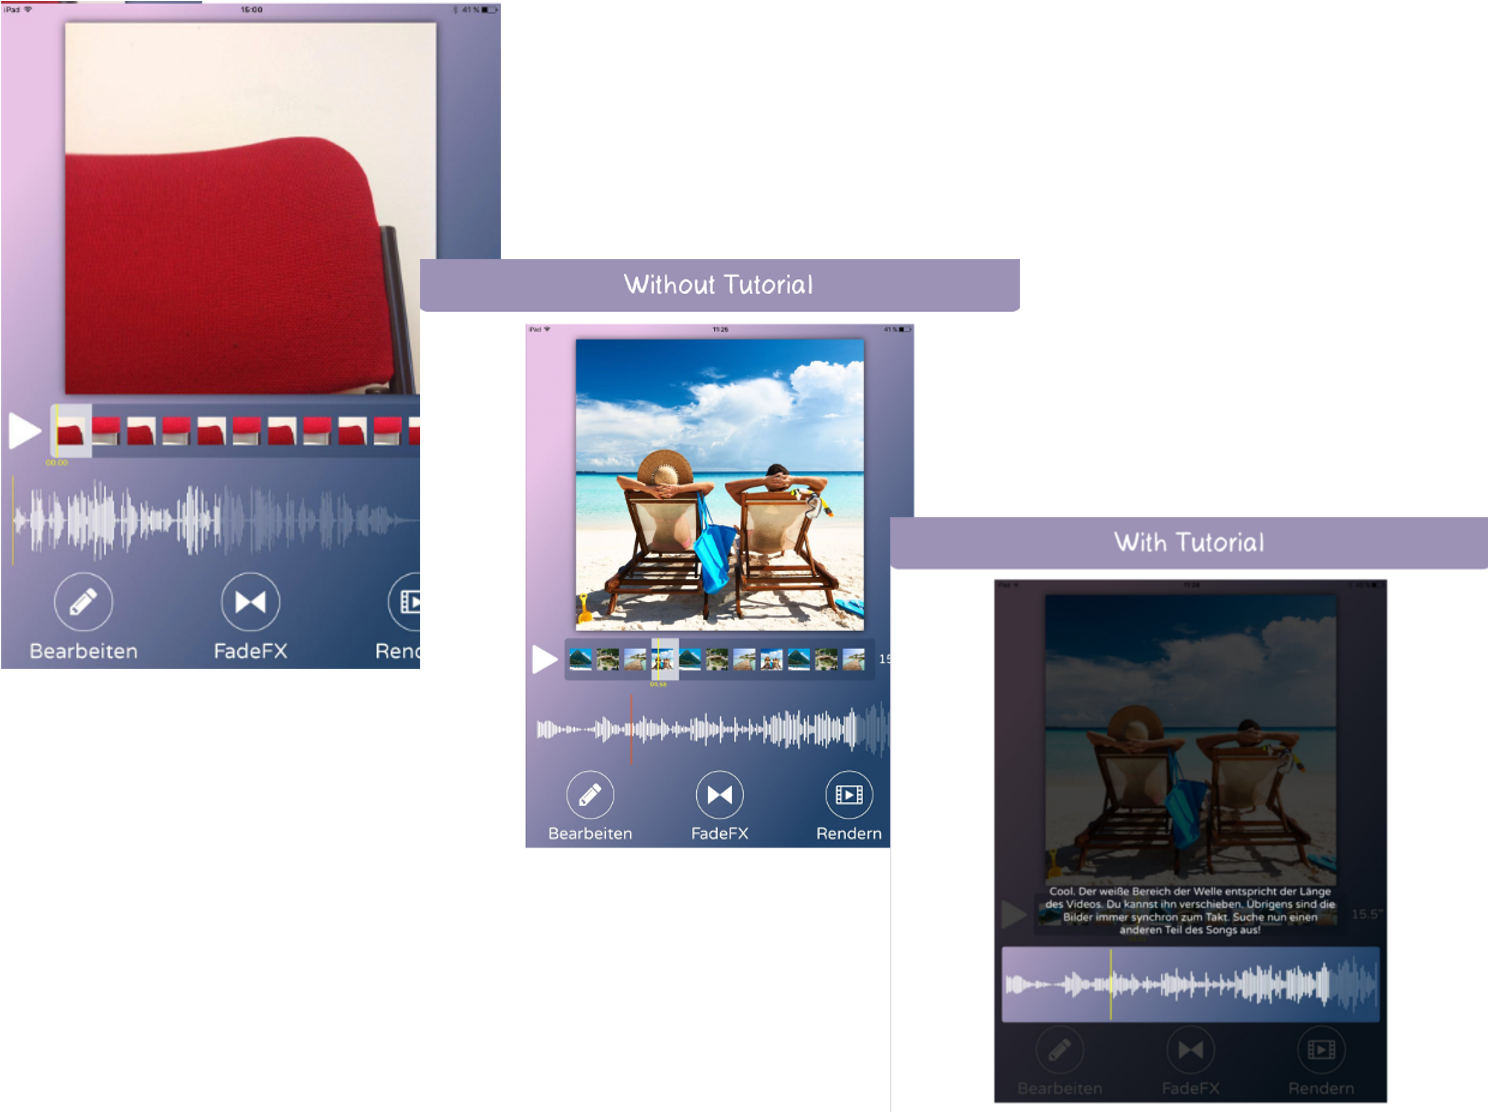 iPad 15:00 41 %
00:00
Bearbeiten FadeFX Ren
Without Tutorial
iPad 11:26 41 %
15
Bearbeiten FadeFX Rendern
With Tutorial
Cool. Der weiße Bereich der Welle entspricht der Länge
des Videos. Du kannst ihn verschieben. Übrigens sind die
Bilder immer synchron zum Takt. Suche nun einen
anderen Teil des Songs aus!
15.5"
Bearbeiten FadeFX Rendern